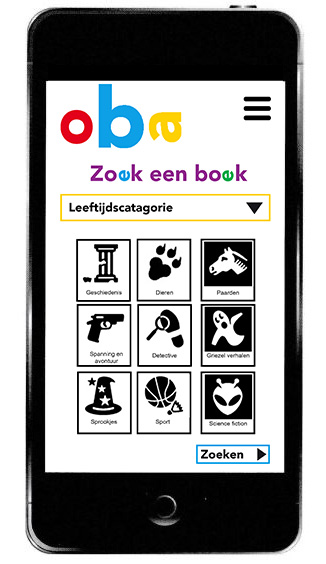 oba
Zoek een boek
Leeftijdscatagorie
Geschiedenis
Dieren
Paarden
Spanning en
avontuur
Detective
Griezel verhalen
Sprookjes
Sport
Science fiction
Zoeken